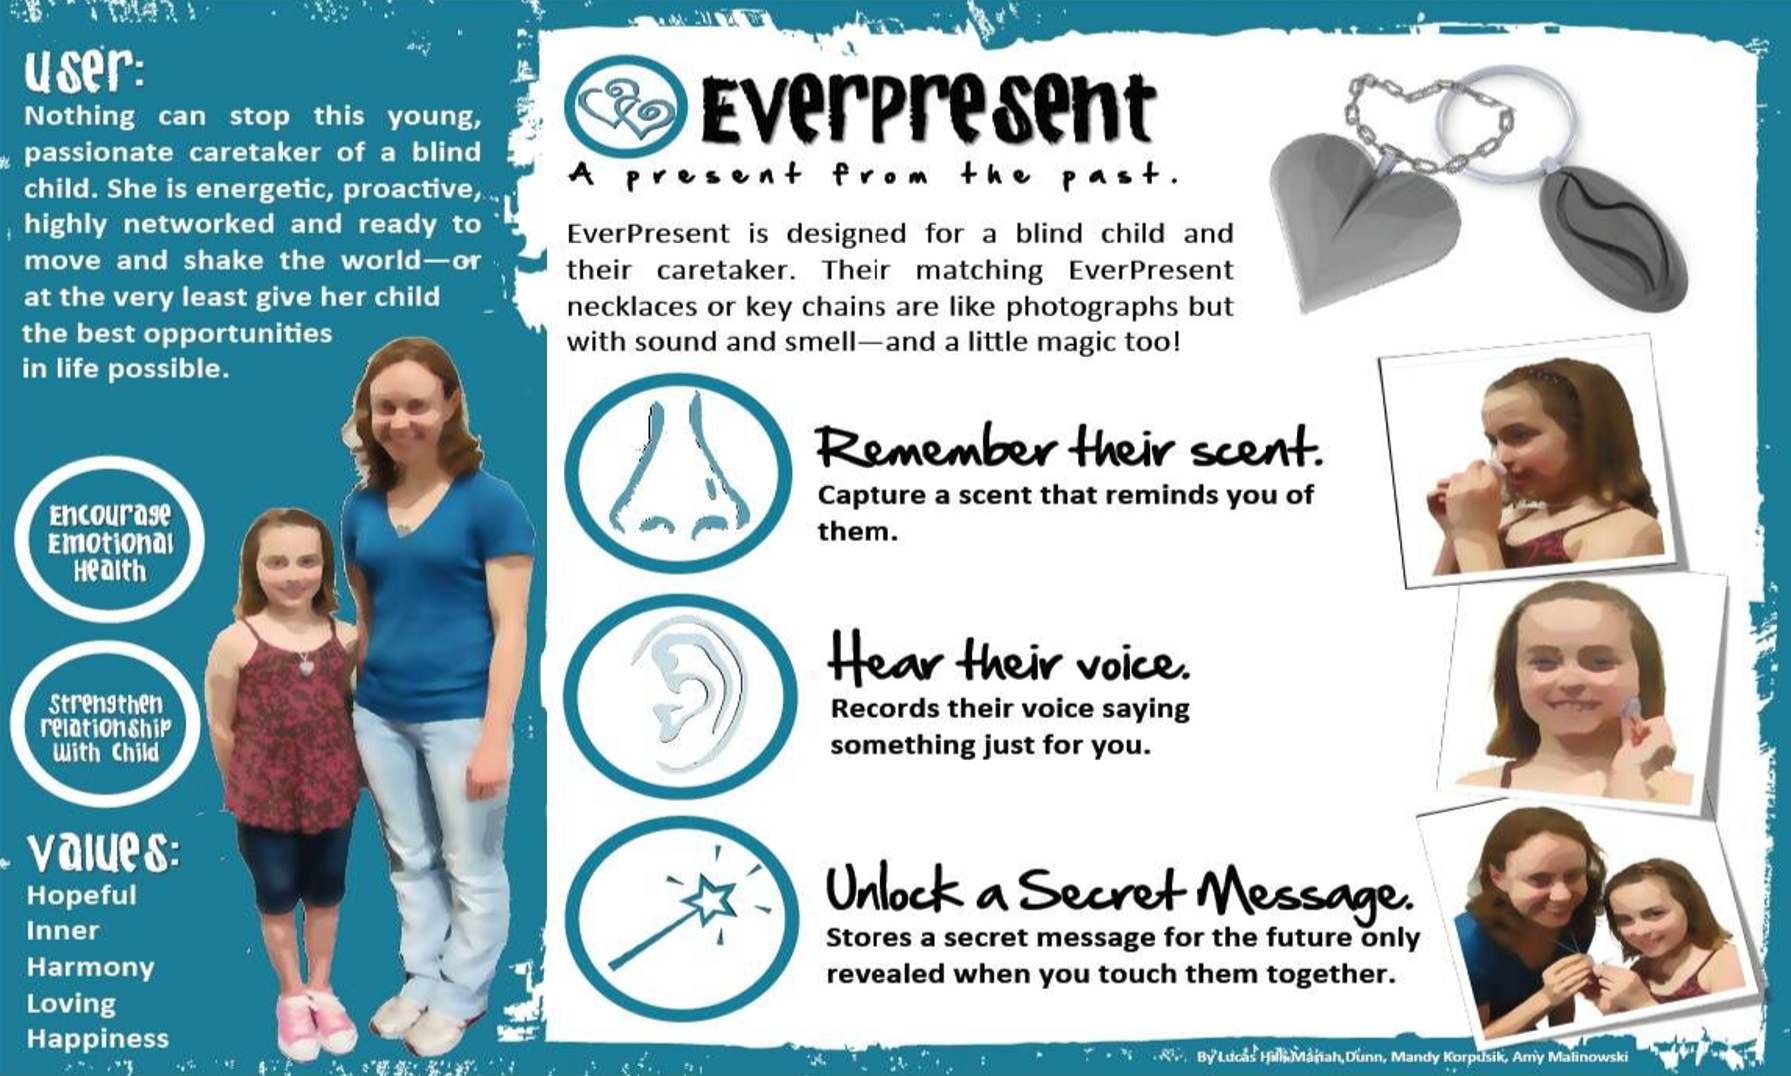 user:
Nothing can stop this young,
passionate caretaker of a blind
child. She is energetic, proactive,
highly networked and ready to
move and shake the world—or
at the very least give her child
the best opportunities
in life possible.
Encourage
Emotional
Health
Strengthen
relationship
With Child
values:
Hopeful
Inner
Harmony
Loving
Happiness
Everpresent
A present from the past.
EverPresent is designed for a blind child and
their caretaker. Their matching EverPresent
necklaces or key chains are like photographs but
with sound and smell—and a little magic too!
Remember their scent.
Capture a scent that reminds you of
them.
Hear their voice.
Records their voice saying
something just for you.
Unlock a Secret Message.
Stores a secret message for the future only
revealed when you touch them together.
By Lucas Hills, Mariah Dunn, Mandy Korpusik, Amy Malinowski